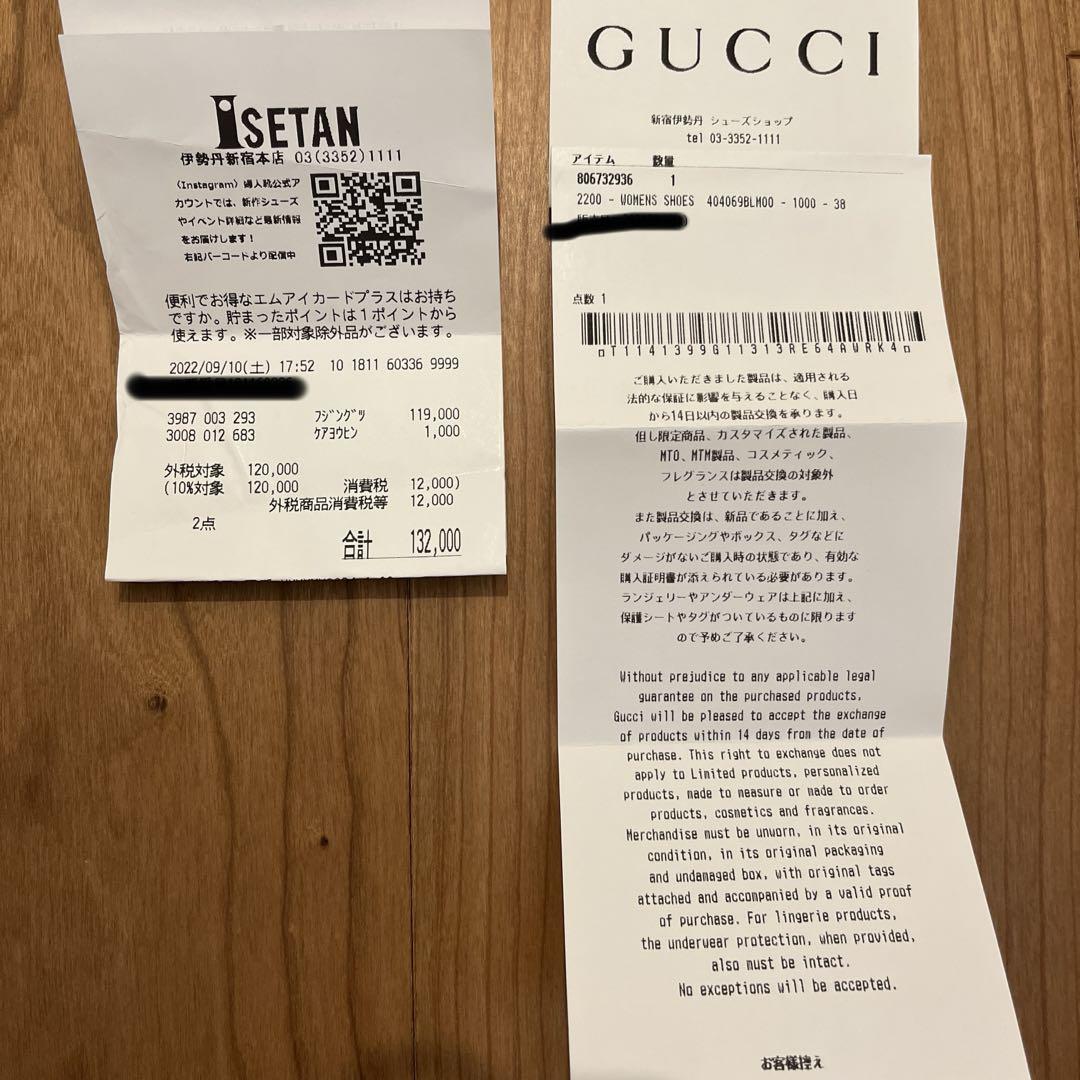 ISETAN
伊勢丹新宿本店 03(3352)1111
〈Instagram〉婦人靴公式ア
カウントでは、新作シューズ
やイベント詳細など最新情報
をお届けします!
右記バーコードより配信中
便利でお得なエムアイカードプラスはお持ち
ですか。貯まったポイントは1ポイントから
使えます。※一部対象除外品がございます。
2022/09/10(土) 17:52 10 1811 60336 9999
3987 003 293 フジングツ 119,000
3008 012 683 ケアヨウヒン 1,000
外税対象 120,000
(10%対象 120,000 消費税 12,000)
外税商品消費税等 12,000
2点
合計 132,000
GUCCI
新宿伊勢丹 シューズショップ
tel 03-3352-1111
アイテム 数量
806732936 1
2200 - WOMENS SHOES 404069BLM00 - 1000 - 38
点数 1
T1141399G11313RE64AWRK4
ご購入いただきました製品は、適用される
法的な保証に影響を与えることなく、購入日
から14日以内の製品交換を承ります。
但し限定商品、カスタマイズされた製品、
MTO、MTM製品、コスメティック、
フレグランスは製品交換の対象外
とさせていただきます。
また製品交換は、新品であることに加え、
パッケージングやボックス、タグなどに
ダメージがないご購入時の状態であり、有効な
購入証明書が添えられている必要があります。
ランジェリーやアンダーウェアは上記に加え、
保護シートやタグがついているものに限ります
ので予めご了承ください。
Without prejudice to any applicable legal
guarantee on the purchased products,
Gucci will be pleased to accept the exchange
of products within 14 days from the date of
purchase. This right to exchange does not
apply to Limited products, personalized
products, made to measure or made to order
products, cosmetics and fragrances.
Merchandise must be unworn, in its original
condition, in its original packaging
and undamaged box, with original tags
attached and accompanied by a valid proof
of purchase. For lingerie products,
the underwear protection, when provided,
also must be intact.
No exceptions will be accepted.
お客様控え